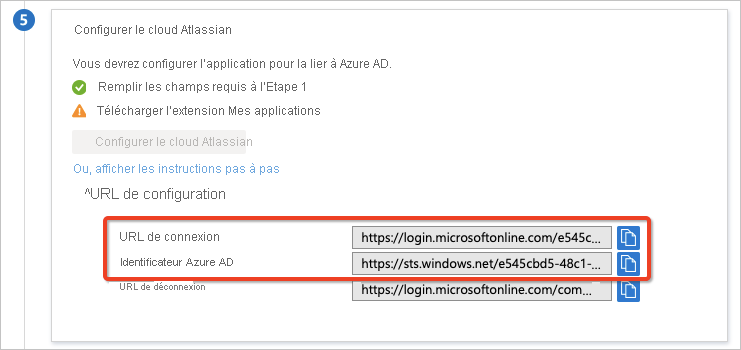 5
Configurer le cloud Atlassian
Vous devrez configurer l'application pour la lier à Azure AD.
Remplir les champs requis à l'Etape 1
Télécharger l'extension Mes applications
Configurer le cloud Atlassian
Ou, afficher les instructions pas à pas
^URL de configuration
URL de connexion https://login.microsoftonline.com/e545c...
Identificateur Azure AD https://sts.windows.net/e545cbd5-48c1-...
URL de déconnexion https://login.microsoftonline.com/com...